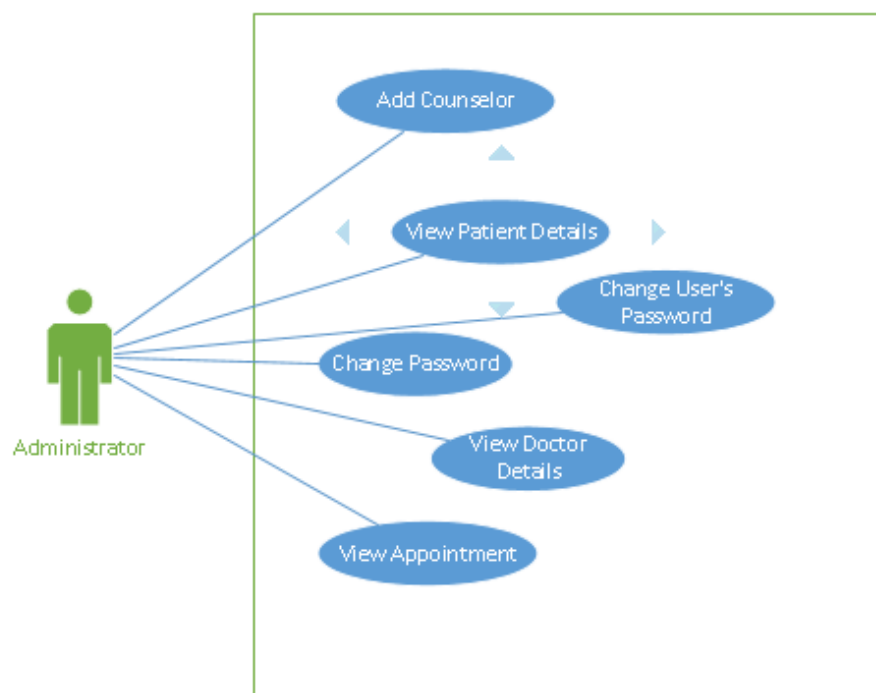 Add Counselor
View Patient Details
Change User's
Password
Change Password
Administrator
View Doctor
Details
View Appointment